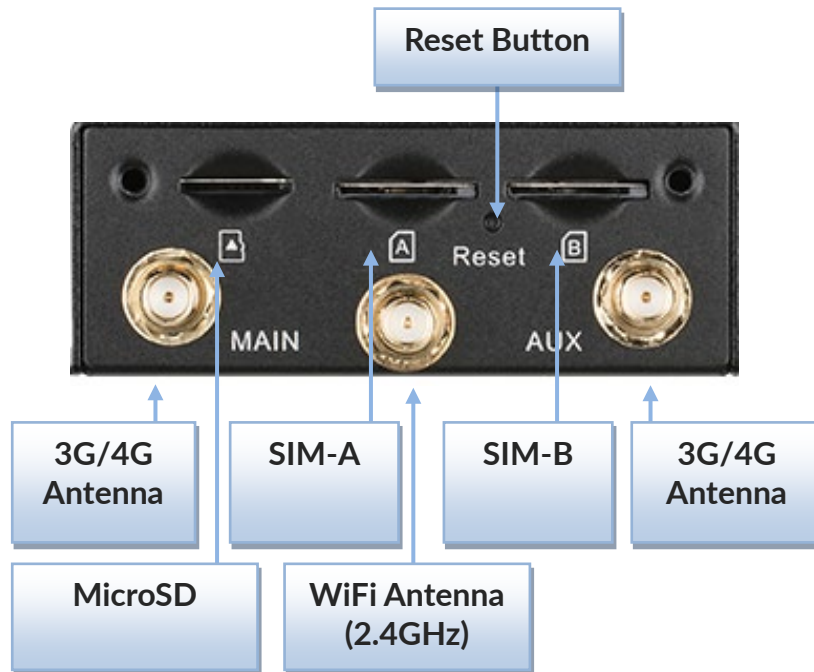 Reset Button
A
Reset
B
MAIN
AUX
3G/4G
Antenna
SIM-A
SIM-B
3G/4G
Antenna
MicroSD
WiFi Antenna
(2.4GHz)